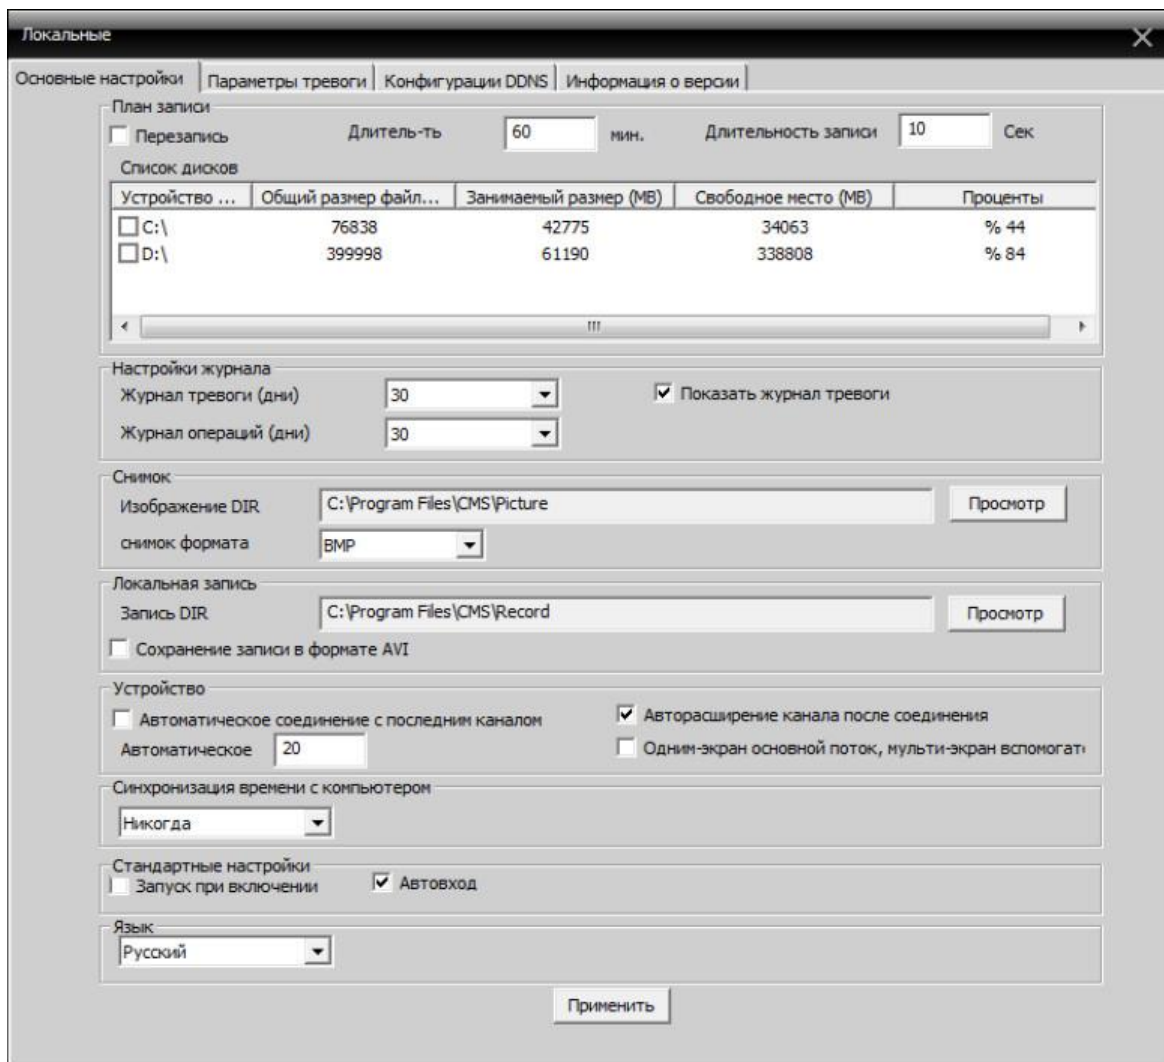 Локальные
Основные настройки Параметры тревоги Конфигурации DDNS Информация о версии
План записи
Перезапись Длитель-ть 60 мин. Длительность записи 10 Сек
Список дисков
Устройство ... Общий размер файл... Занимаемый размер (MB) Свободное место (MB) Проценты
C:\ 76838 42775 34063 % 44
D:\ 399998 61190 338808 % 84
Настройки журнала
Журнал тревоги (дни) 30 Показать журнал тревоги
Журнал операций (дни) 30
Снимок
Изображение DIR C:\Program Files\CMS\Picture Просмотр
снимок формата BMP
Локальная запись
Запись DIR C:\Program Files\CMS\Record Просмотр
Сохранение записи в формате AVI
Устройство
Автоматическое соединение с последним каналом Авторасширение канала после соединения
Автоматическое 20 Одним-экран основной поток, мульти-экран вспомогат
Синхронизация времени с компьютером
Никогда
Стандартные настройки
Запуск при включении Автовход
Язык
Русский
Применить